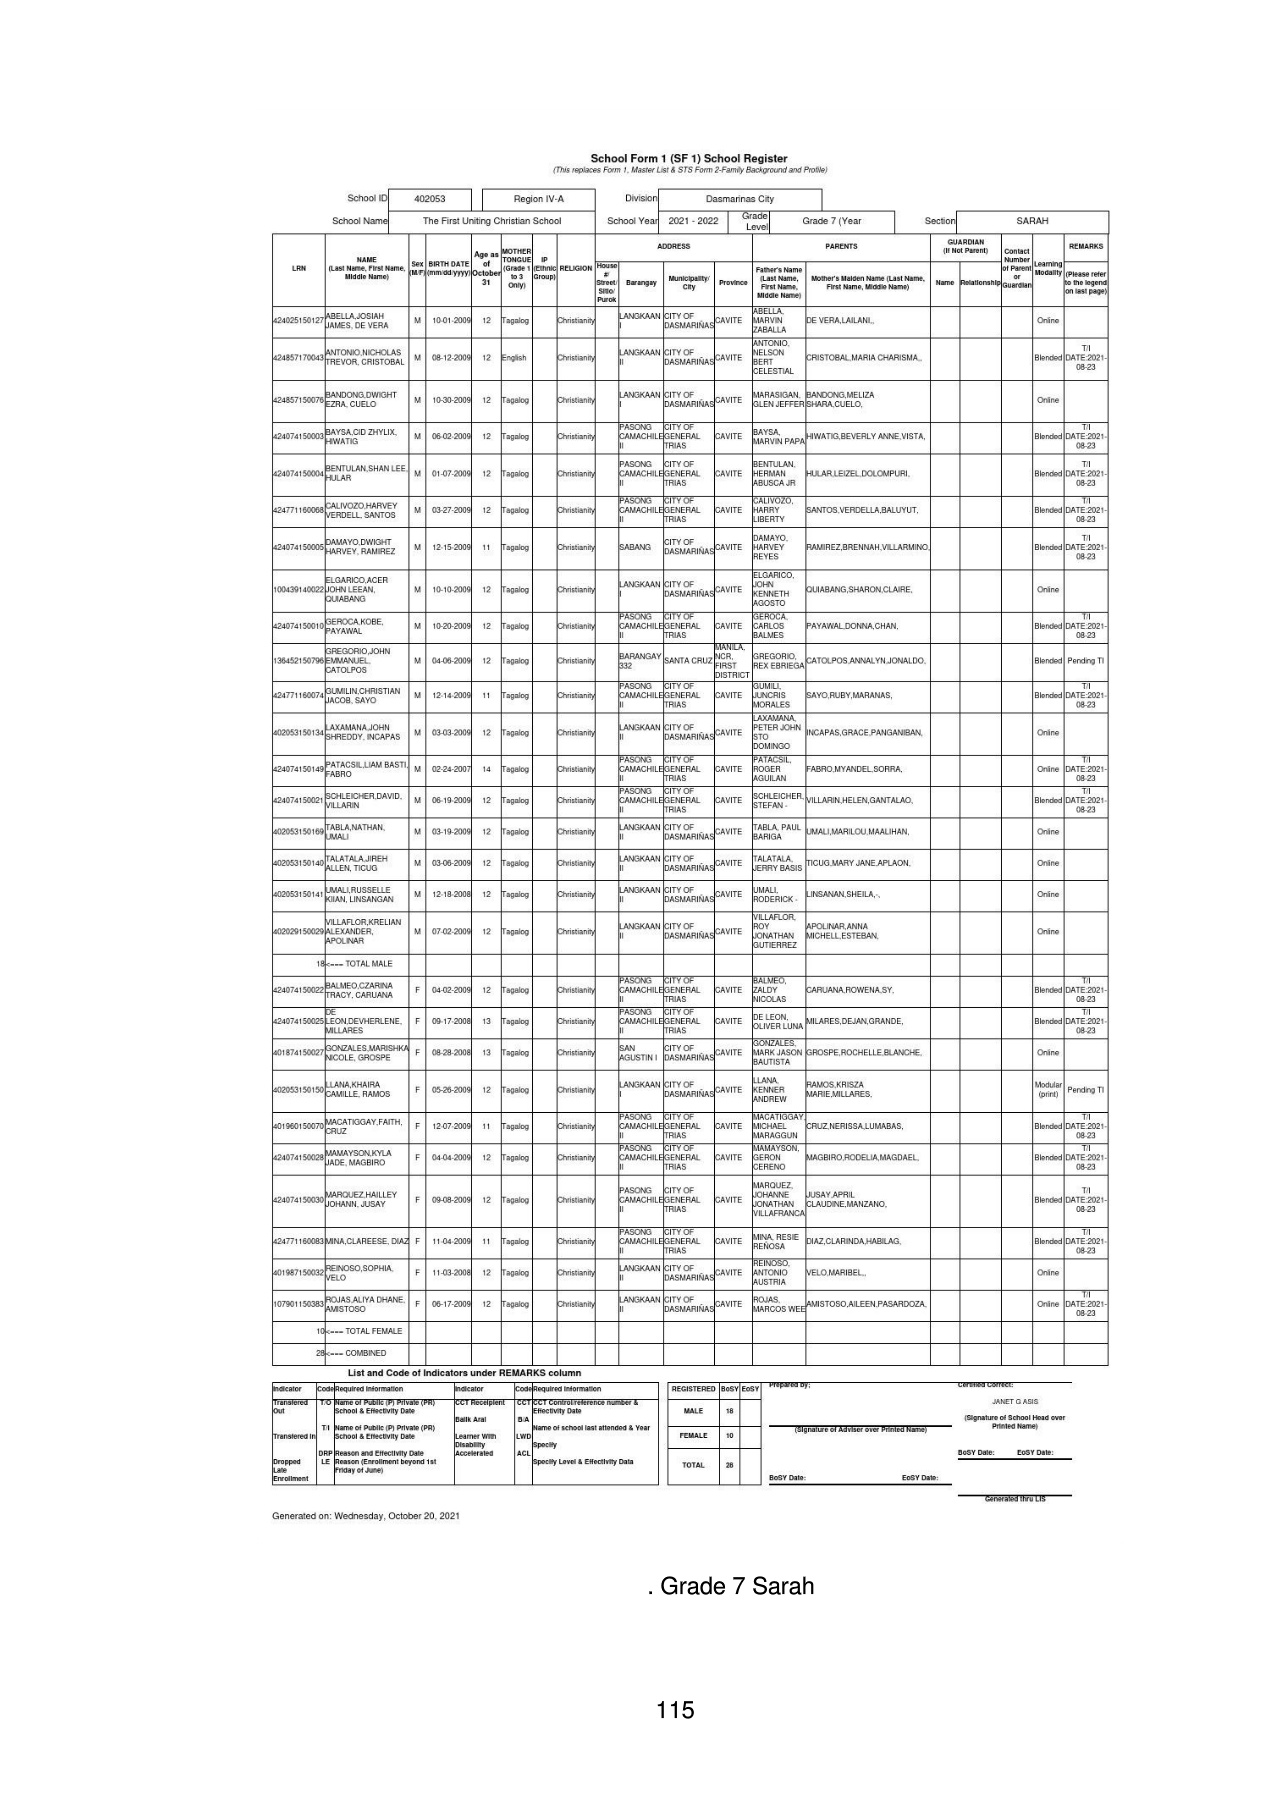 School Form 1 (SF 1) School Register
(This replaces Form 1, Master List & STS Form 2-Family Background and Profile)
School ID 402053 Region IV-A Division Dasmarinas City
School Name The First Uniting Christian School School Year 2021 - 2022 Grade Level Grade 7 (Year Section SARAH
LRN NAME (Last Name, First Name, Middle Name) Sex (M/F) BIRTH DATE (mm/dd/yyyy) Age as of October 31 MOTHER TONGUE (Grade 1 to 3 Only) IP (Ethnic Group) RELIGION ADDRESS House # Street/ Sitio/ Purok Barangay Municipality/ City Province PARENTS Father's Name (Last Name, First Name, Middle Name) Mother's Maiden Name (Last Name, First Name, Middle Name) GUARDIAN (If Not Parent) Name Relationship Contact Number of Parent or Guardian Learning Modality REMARKS (Please refer to the legend on last page)
424025150127 ABELLA,JOSIAH JAMES, DE VERA M 10-01-2009 12 Tagalog Christianity LANGKAAN I CITY OF DASMARIÑAS CAVITE ABELLA, MARVIN ZABALLA DE VERA,LAILANI,, Online
424857170043 ANTONIO,NICHOLAS TREVOR, CRISTOBAL M 08-12-2009 12 English Christianity LANGKAAN II CITY OF DASMARIÑAS CAVITE ANTONIO, NELSON BERT CELESTIAL CRISTOBAL,MARIA CHARISMA,, Blended T/I DATE:2021-08-23
424857150076 BANDONG,DWIGHT EZRA, CUELO M 10-30-2009 12 Tagalog Christianity LANGKAAN I CITY OF DASMARIÑAS CAVITE MARASIGAN, GLEN JEFFER BANDONG,MELIZA SHARA,CUELO, Online
424074150003 BAYSA,CID ZHYLIX, HIWATIG M 06-02-2009 12 Tagalog Christianity PASONG CAMACHILE II CITY OF GENERAL TRIAS CAVITE BAYSA, MARVIN PAPA HIWATIG,BEVERLY ANNE,VISTA, Blended T/I DATE:2021-08-23
424074150004 BENTULAN,SHAN LEE, HULAR M 01-07-2009 12 Tagalog Christianity PASONG CAMACHILE II CITY OF GENERAL TRIAS CAVITE BENTULAN, HERMAN ABUSCA JR HULAR,LEIZEL,DOLOMPURI, Blended T/I DATE:2021-08-23
424771160068 CALIVOZO,HARVEY VERDELL, SANTOS M 03-27-2009 12 Tagalog Christianity PASONG CAMACHILE II CITY OF GENERAL TRIAS CAVITE CALIVOZO, HARRY LIBERTY SANTOS,VERDELLA,BALUYUT, Blended T/I DATE:2021-08-23
424074150005 DAMAYO,DWIGHT HARVEY, RAMIREZ M 12-15-2009 11 Tagalog Christianity SABANG CITY OF DASMARIÑAS CAVITE DAMAYO, HARVEY REYES RAMIREZ,BRENNAH,VILLARMINO, Blended T/I DATE:2021-08-23
100439140022 ELGARICO,ACER JOHN LEEAN, QUIABANG M 10-10-2009 12 Tagalog Christianity LANGKAAN I CITY OF DASMARIÑAS CAVITE ELGARICO, JOHN KENNETH AGOSTO QUIABANG,SHARON,CLAIRE, Online
424074150010 GEROCA,KOBE, PAYAWAL M 10-20-2009 12 Tagalog Christianity PASONG CAMACHILE II CITY OF GENERAL TRIAS CAVITE GEROCA, CARLOS BALMES PAYAWAL,DONNA,CHAN, Blended T/I DATE:2021-08-23
136452150796 GREGORIO,JOHN EMMANUEL, CATOLPOS M 04-06-2009 12 Tagalog Christianity BARANGAY 332 SANTA CRUZ MANILA, NCR, FIRST DISTRICT GREGORIO, REX EBRIEGA CATOLPOS,ANNALYN,JONALDO, Blended Pending TI
424771160074 GUMILIN,CHRISTIAN JACOB, SAYO M 12-14-2009 11 Tagalog Christianity PASONG CAMACHILE II CITY OF GENERAL TRIAS CAVITE GUMILI, JUNCRIS MORALES SAYO,RUBY,MARANAS, Blended T/I DATE:2021-08-23
402053150134 LAXAMANA,JOHN SHREDDY, INCAPAS M 03-03-2009 12 Tagalog Christianity LANGKAAN II CITY OF DASMARIÑAS CAVITE LAXAMANA, PETER JOHN STO DOMINGO INCAPAS,GRACE,PANGANIBAN, Online
424074150149 PATACSIL,LIAM BASTI, FABRO M 02-24-2007 14 Tagalog Christianity PASONG CAMACHILE II CITY OF GENERAL TRIAS CAVITE PATACSIL, ROGER AGUILAN FABRO,MYANDEL,SORRA, Online T/I DATE:2021-08-23
424074150021 SCHLEICHER,DAVID, VILLARIN M 06-19-2009 12 Tagalog Christianity PASONG CAMACHILE II CITY OF GENERAL TRIAS CAVITE SCHLEICHER, STEFAN - VILLARIN,HELEN,GANTALAO, Blended T/I DATE:2021-08-23
402053150169 TABLA,NATHAN, UMALI M 03-19-2009 12 Tagalog Christianity LANGKAAN II CITY OF DASMARIÑAS CAVITE TABLA, PAUL BARIGA UMALI,MARILOU,MAALIHAN, Online
402053150140 TALATALA,JIREH ALLEN, TICUG M 03-06-2009 12 Tagalog Christianity LANGKAAN II CITY OF DASMARIÑAS CAVITE TALATALA, JERRY BASIS TICUG,MARY JANE,APLAON, Online
402053150141 UMALI,RUSSELLE KIIAN, LINSANGAN M 12-18-2008 12 Tagalog Christianity LANGKAAN II CITY OF DASMARIÑAS CAVITE UMALI, RODERICK - LINSANAN,SHEILA,-, Online
402029150029 VILLAFLOR,KRELIAN ALEXANDER, APOLINAR M 07-02-2009 12 Tagalog Christianity LANGKAAN II CITY OF DASMARIÑAS CAVITE VILLAFLOR, ROY JONATHAN GUTIERREZ APOLINAR,ANNA MICHELL,ESTEBAN, Online
18 <=== TOTAL MALE
424074150022 BALMEO,CZARINA TRACY, CARUANA F 04-02-2009 12 Tagalog Christianity PASONG CAMACHILE II CITY OF GENERAL TRIAS CAVITE BALMEO, ZALDY NICOLAS CARUANA,ROWENA,SY, Blended T/I DATE:2021-08-23
424074150025 DE LEON,DEVHERLENE, MILLARES F 09-17-2008 13 Tagalog Christianity PASONG CAMACHILE II CITY OF GENERAL TRIAS CAVITE DE LEON, OLIVER LUNA MILARES,DEJAN,GRANDE, Blended T/I DATE:2021-08-23
401874150027 GONZALES,MARISHKA NICOLE, GROSPE F 08-28-2008 13 Tagalog Christianity SAN AGUSTIN I CITY OF DASMARIÑAS CAVITE GONZALES, MARK JASON BAUTISTA GROSPE,ROCHELLE,BLANCHE, Online
402053150150 LLANA,KHAIRA CAMILLE, RAMOS F 05-26-2009 12 Tagalog Christianity LANGKAAN I CITY OF DASMARIÑAS CAVITE LLANA, KENNER ANDREW RAMOS,KRISZA MARIE,MILLARES, Modular (print) Pending TI
401960150070 MACATIGGAY,FAITH, CRUZ F 12-07-2009 11 Tagalog Christianity PASONG CAMACHILE II CITY OF GENERAL TRIAS CAVITE MACATIGGAY, MICHAEL MARAGGUN CRUZ,NERISSA,LUMABAS, Blended T/I DATE:2021-08-23
424074150028 MAMAYSON,KYLA JADE, MAGBIRO F 04-04-2009 12 Tagalog Christianity PASONG CAMACHILE II CITY OF GENERAL TRIAS CAVITE MAMAYSON, GERON CERENO MAGBIRO,RODELIA,MAGDAEL, Blended T/I DATE:2021-08-23
424074150030 MARQUEZ,HAILLEY JOHANN, JUSAY F 09-08-2009 12 Tagalog Christianity PASONG CAMACHILE II CITY OF GENERAL TRIAS CAVITE MARQUEZ, JOHANNE JONATHAN VILLAFRANCA JUSAY,APRIL CLAUDINE,MANZANO, Blended T/I DATE:2021-08-23
424771160083 MINA,CLAREESE, DIAZ F 11-04-2009 11 Tagalog Christianity PASONG CAMACHILE II CITY OF GENERAL TRIAS CAVITE MINA, RESIE REÑOSA DIAZ,CLARINDA,HABILAG, Blended T/I DATE:2021-08-23
401987150032 REINOSO,SOPHIA, VELO F 11-03-2008 12 Tagalog Christianity LANGKAAN II CITY OF DASMARIÑAS CAVITE REINOSO, ANTONIO AUSTRIA VELO,MARIBEL,, Online
107901150383 ROJAS,ALIYA DHANE, AMISTOSO F 06-17-2009 12 Tagalog Christianity LANGKAAN II CITY OF DASMARIÑAS CAVITE ROJAS, MARCOS WEE AMISTOSO,AILEEN,PASARDOZA, Online T/I DATE:2021-08-23
10 <=== TOTAL FEMALE
28 <=== COMBINED
List and Code of Indicators under REMARKS column
Indicator Code Required Information Indicator Code Required Information
Transfered Out T/O Name of Public (P) Private (PR) School & Effectivity Date CCT Receipient CCT CCT Control/reference number & Effectivity Date
Transfered In T/I Name of Public (P) Private (PR) School & Effectivity Date Balik Aral B/A Name of school last attended & Year
Dropped DRP Reason and Effectivity Date Learner With Disability LWD Specify
Late Enrollment LE Reason (Enrollment beyond 1st Friday of June) Accelerated ACL Specify Level & Effectivity Data
REGISTERED BoSY EoSY
MALE 18
FEMALE 10
TOTAL 28
Prepared by:
(Signature of Adviser over Printed Name)
BoSY Date: EoSY Date:
Certified Correct:
JANET G ASIS
(Signature of School Head over Printed Name)
BoSY Date: EoSY Date:
Generated thru LIS
Generated on: Wednesday, October 20, 2021
. Grade 7 Sarah
115